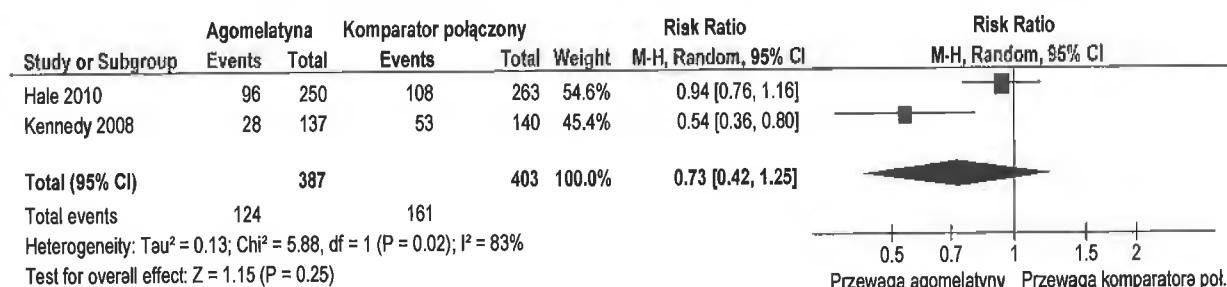 Agomelatyna Komparator połączony Risk Ratio Risk Ratio
Study or Subgroup Events Total Events Total Weight M-H, Random, 95% CI M-H, Random, 95% CI
Hale 2010 96 250 108 263 54.6% 0.94 [0.76, 1.16]
Kennedy 2008 28 137 53 140 45.4% 0.54 [0.36, 0.80]
Total (95% CI) 387 403 100.0% 0.73 [0.42, 1.25]
Total events 124 161
Heterogeneity: Tau² = 0.13; Chi² = 5.88, df = 1 (P = 0.02); I² = 83%
Test for overall effect: Z = 1.15 (P = 0.25)
0.5 0.7 1 1.5 2
Przewaga agomelatyny Przewaga komparatora poł.